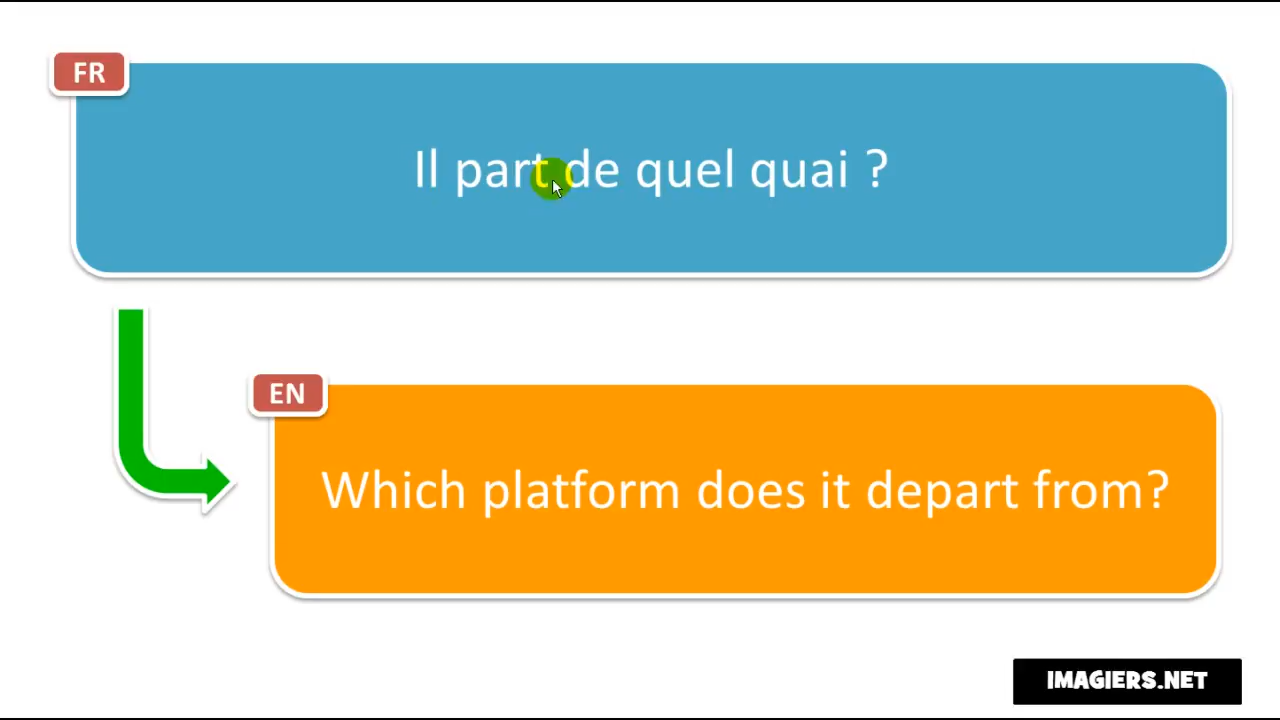 FR
Il part de quel quai ?
EN
Which platform does it depart from?
IMAGIERS.NET